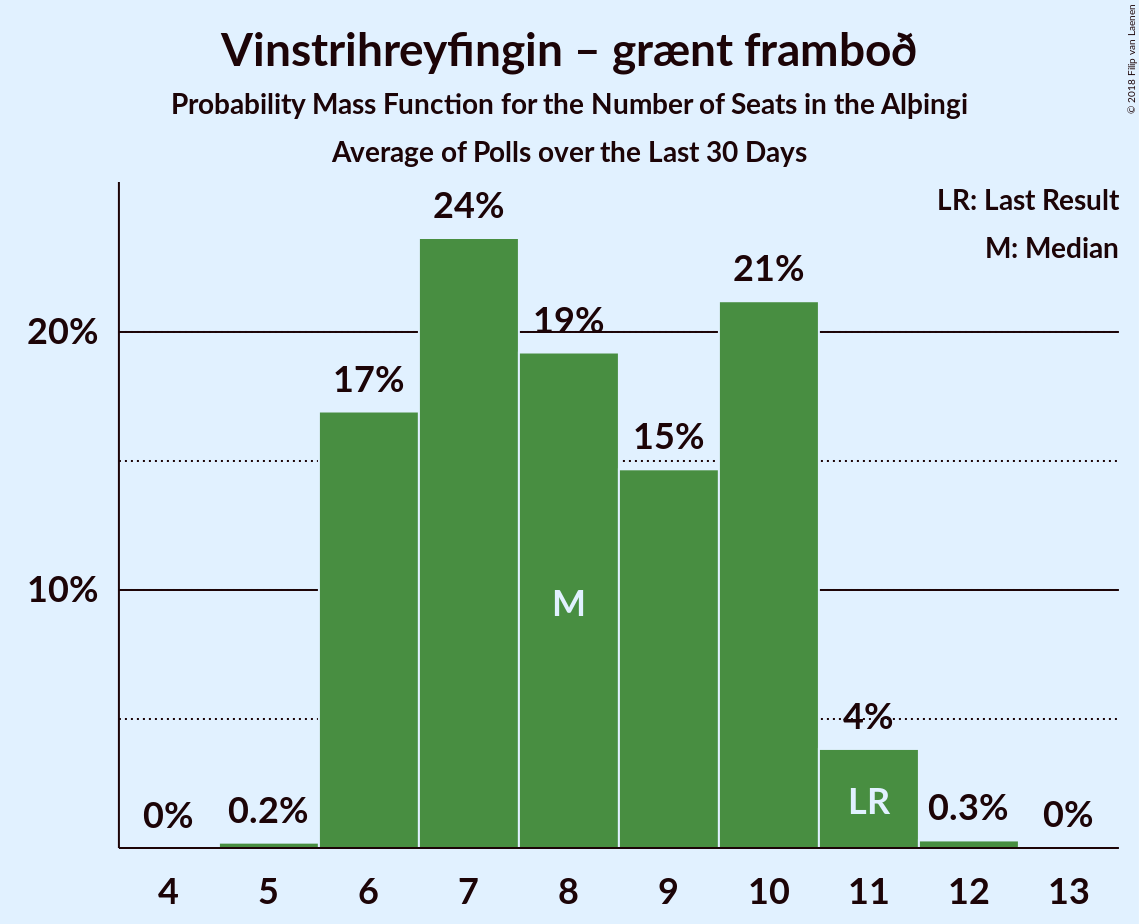 Vinstrihreyfingin – grænt framboð
Probability Mass Function for the Number of Seats in the Alþingi
Average of Polls over the Last 30 Days
© 2018 Filip van Laenen
LR: Last Result
M: Median
24%
21%
20%
19%
17%
15%
10%
M
4%
LR
0%
0.2%
0.3%
0%
4 5 6 7 8 9 10 11 12 13